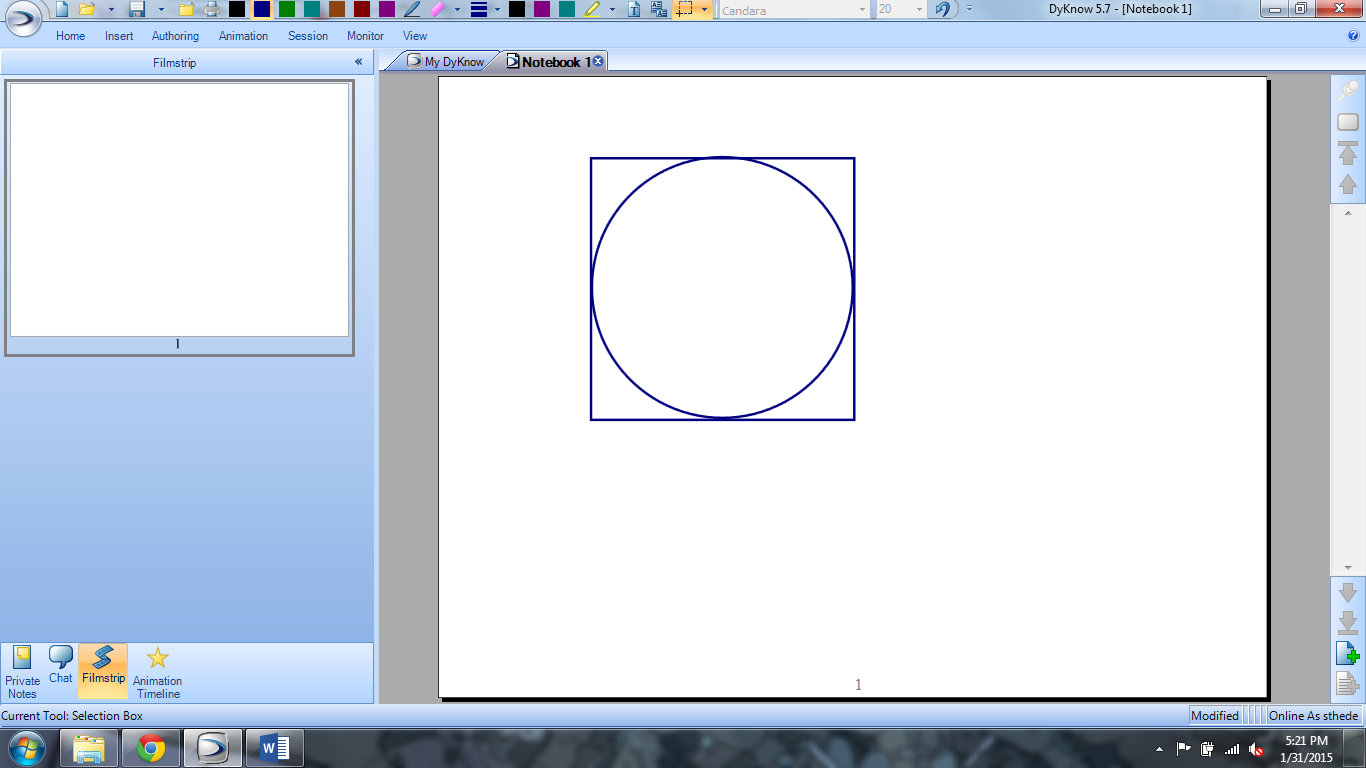 Candara
20
DyKnow 5.7 - [Notebook 1]
Home Insert Authoring Animation Session Monitor View
Filmstrip
My DyKnow
Notebook 1
1
1
Private Notes
Chat
Filmstrip
Animation Timeline
Current Tool: Selection Box
Modified
Online As sthede
5:21 PM
1/31/2015